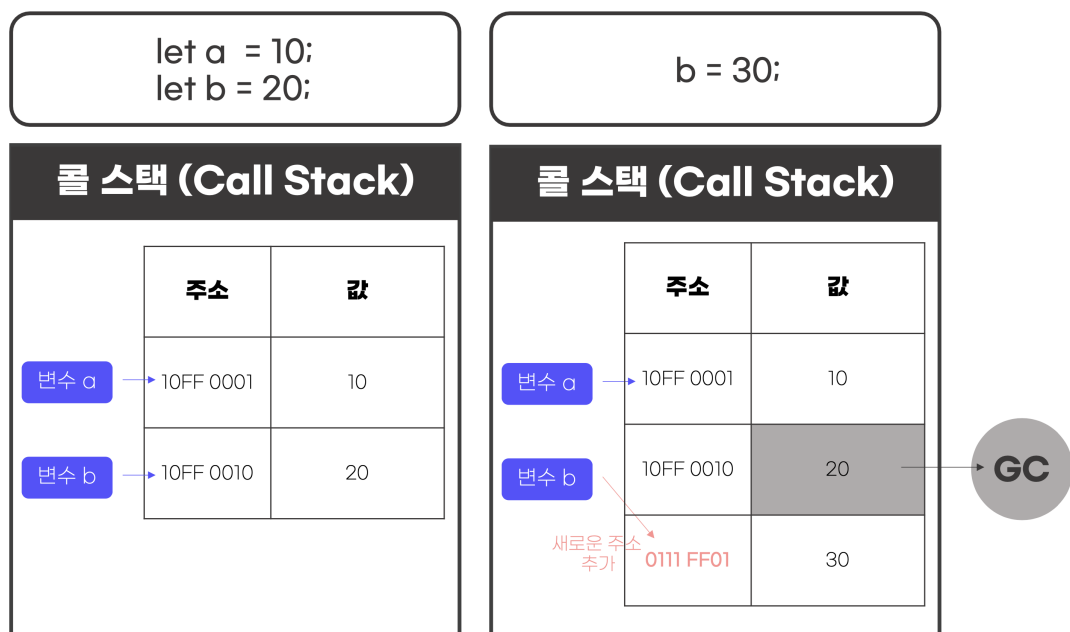 let a = 10;
let b = 20;
콜 스택 (Call Stack)
주소 값
변수 a 10FF 0001 10
변수 b 10FF 0010 20
b = 30;
콜 스택 (Call Stack)
주소 값
변수 a 10FF 0001 10
변수 b 10FF 0010 20 GC
새로운 주소
추가 0111 FF01 30